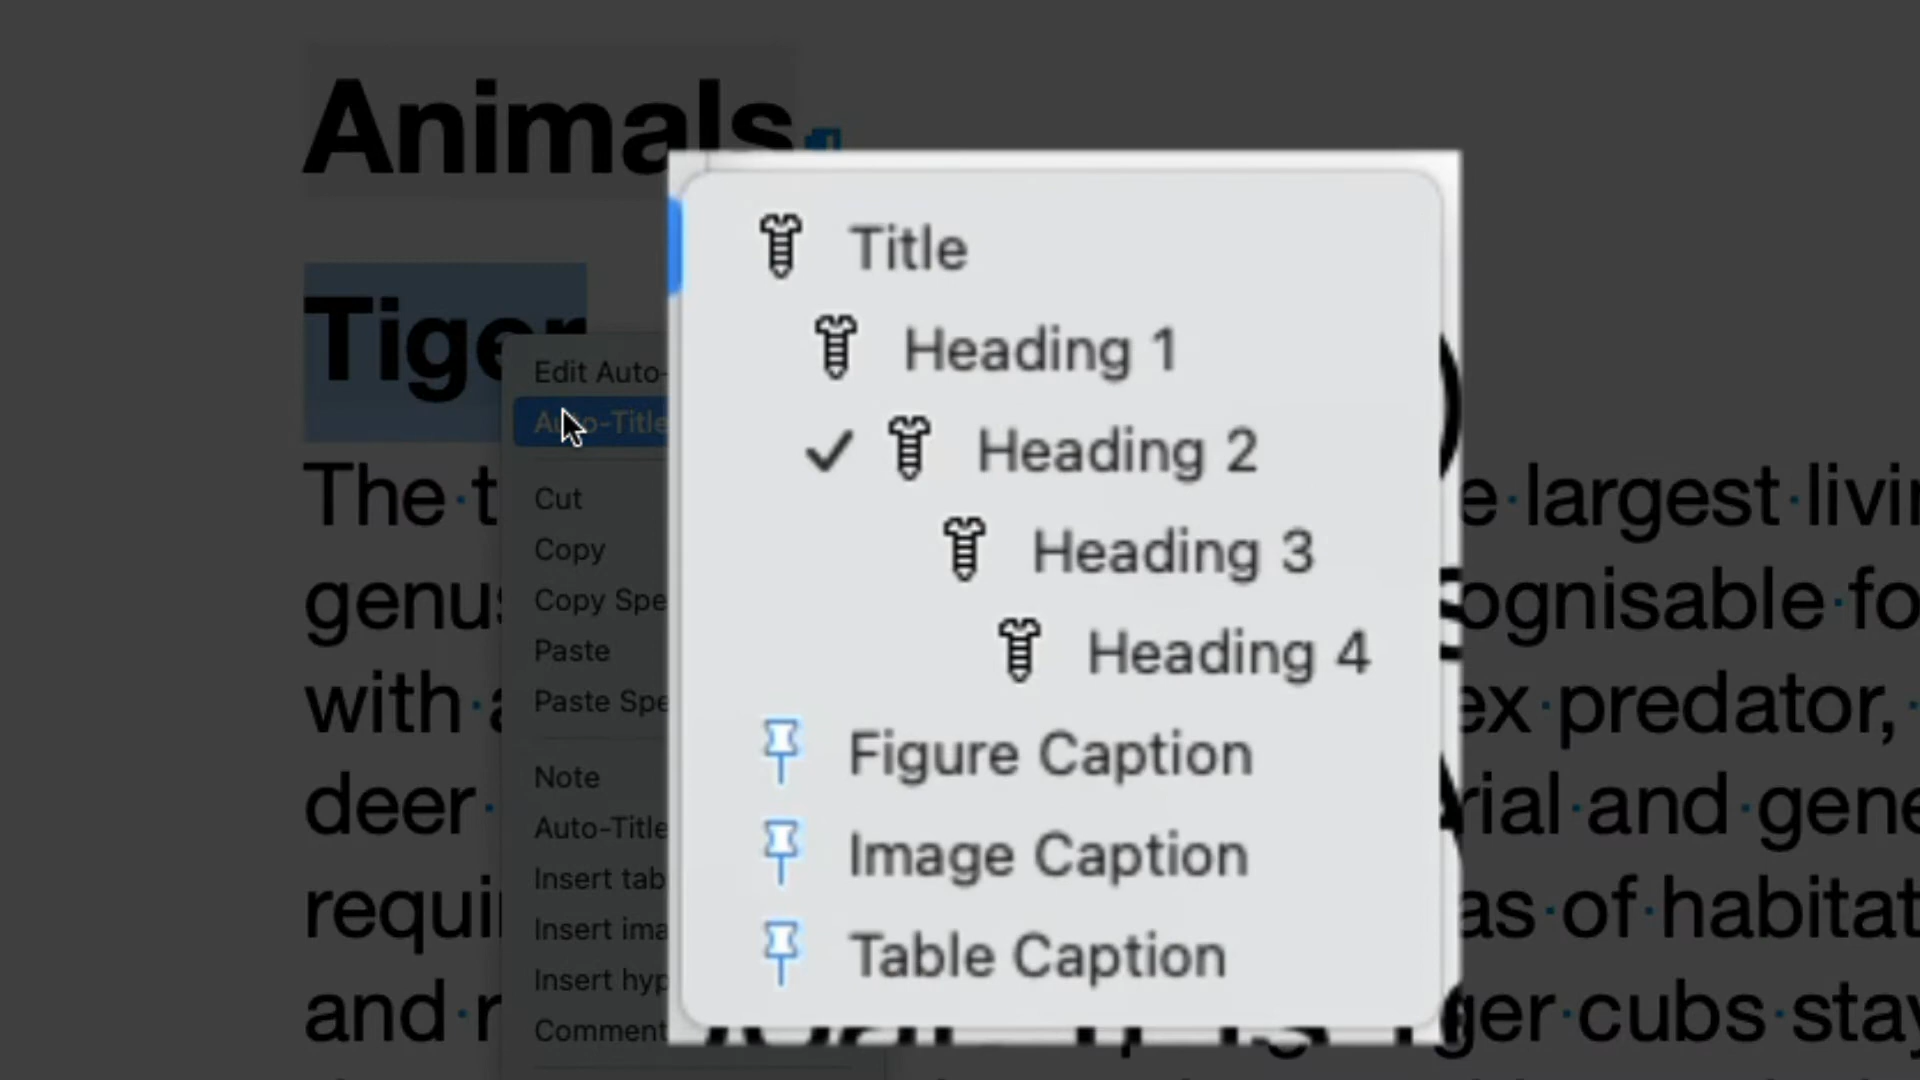 Animals
Tiger
Title
Heading 1
Edit Auto-
Heading 2
Auto-Title
The t
Cut
e largest livi
Copy
Heading 3
genus
Copy Spe
ognisable fo
Paste
Heading 4
with a
Paste Spe
ex predator,
Figure Caption
Note
deer
rial and gene
Auto-Title
Image Caption
Insert tab
requi
Insert ima
as of habitat
Table Caption
Insert hyp
and r
Comment
ger cubs stay